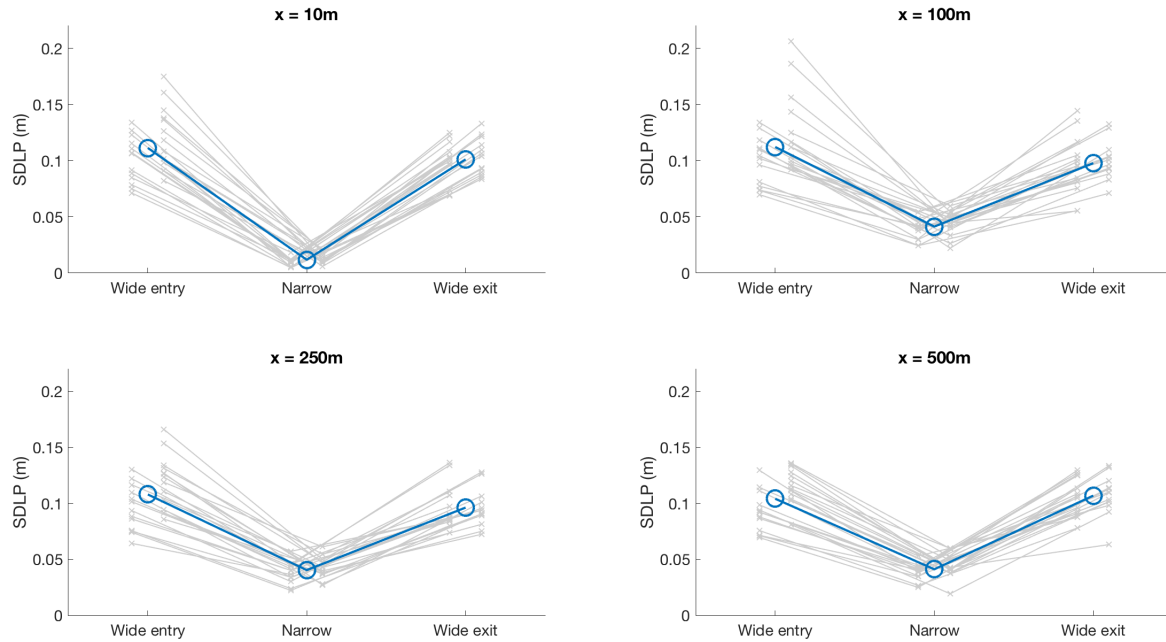 x = 10m
0.2
0.15
0.1
0.05
0
SDLP (m)
Wide entry Narrow Wide exit
x = 100m
0.2
0.15
0.1
0.05
0
SDLP (m)
Wide entry Narrow Wide exit
x = 250m
0.2
0.15
0.1
0.05
0
SDLP (m)
Wide entry Narrow Wide exit
x = 500m
0.2
0.15
0.1
0.05
0
SDLP (m)
Wide entry Narrow Wide exit